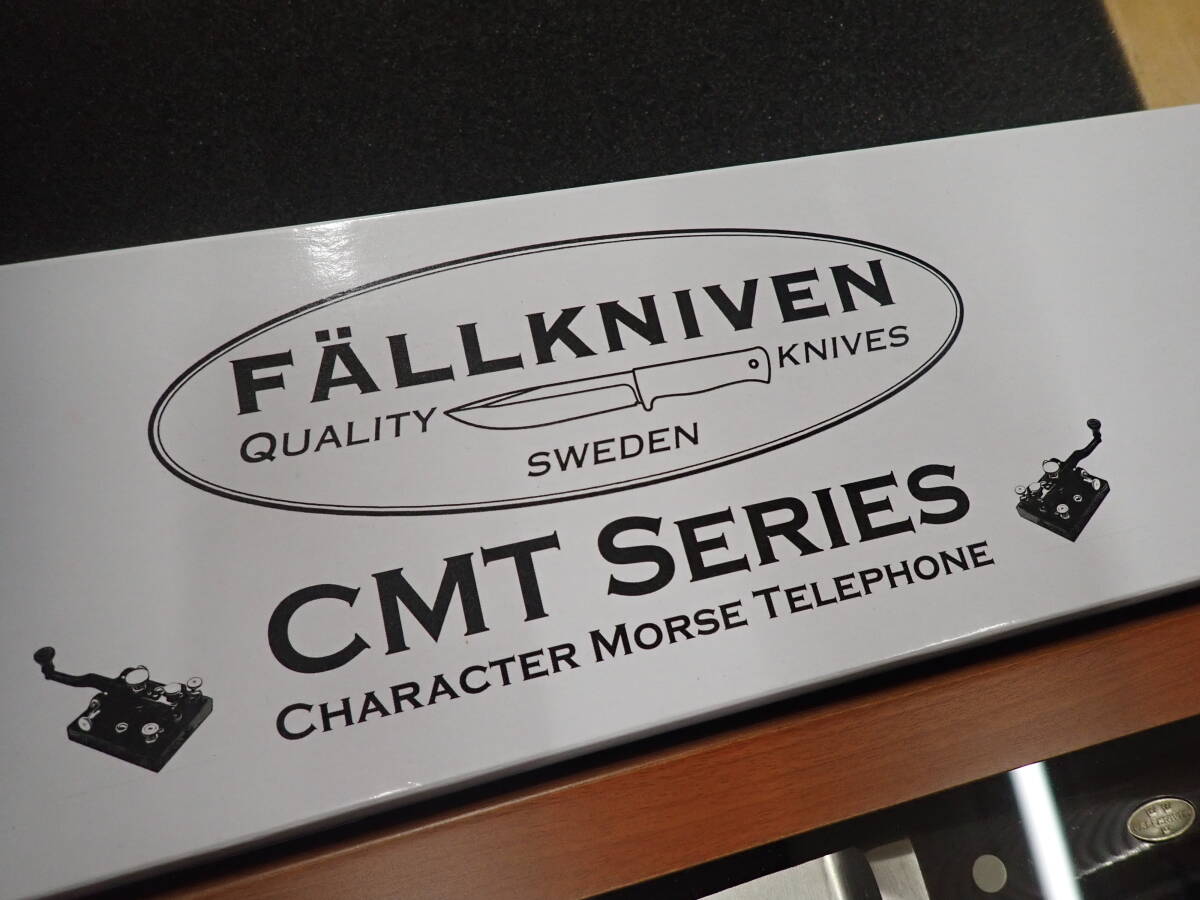 FÄLLKNIVEN
QUALITY KNIVES
SWEDEN
CMT SERIES
CHARACTER MORSE TELEPHONE